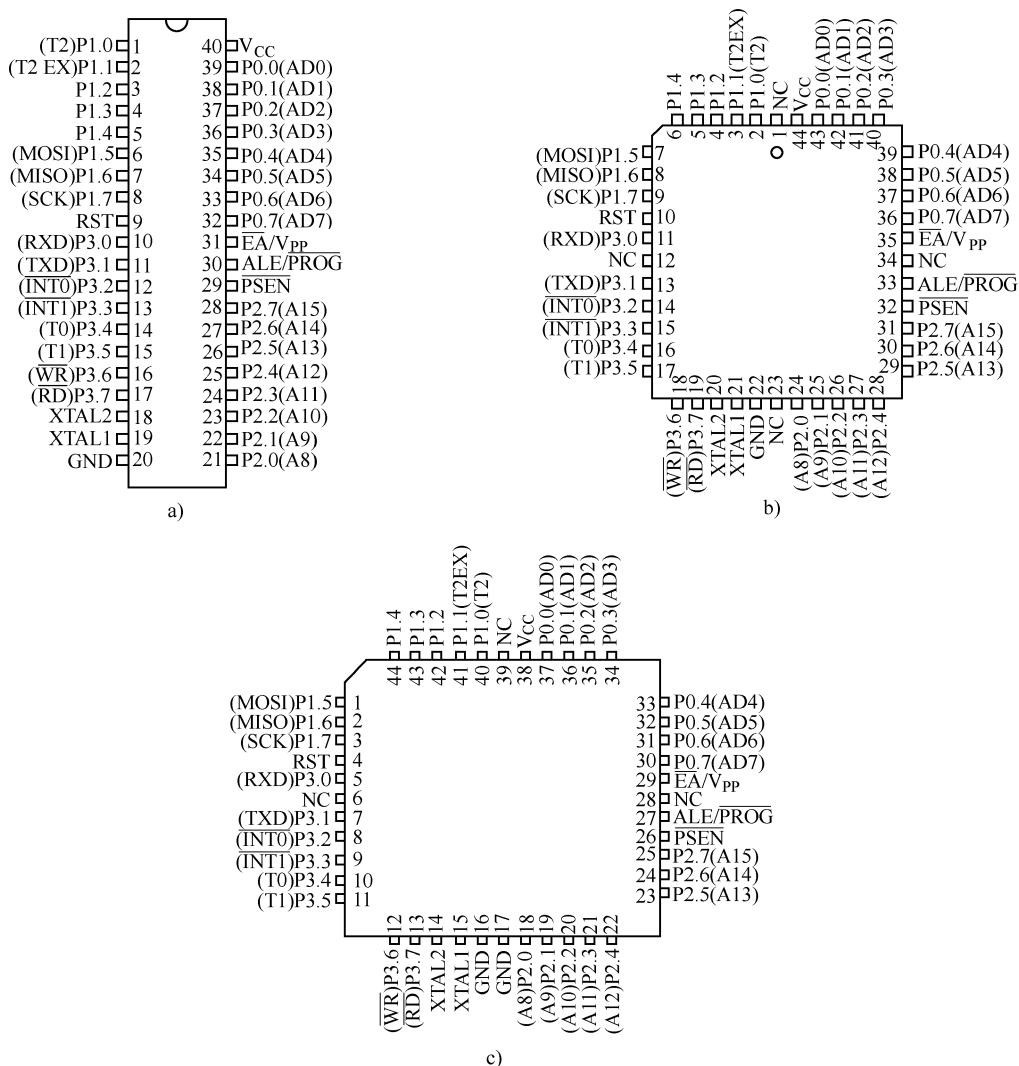 (T2)P1.0 1 40 VCC
(T2 EX)P1.1 2 39 P0.0(AD0)
P1.2 3 38 P0.1(AD1)
P1.3 4 37 P0.2(AD2)
P1.4 5 36 P0.3(AD3)
(MOSI)P1.5 6 35 P0.4(AD4)
(MISO)P1.6 7 34 P0.5(AD5)
(SCK)P1.7 8 33 P0.6(AD6)
RST 9 32 P0.7(AD7)
(RXD)P3.0 10 31 E̅A̅/VPP
(TXD)P3.1 11 30 ALE/P̅R̅O̅G̅
(I̅N̅T̅0̅)P3.2 12 29 P̅S̅E̅N̅
(I̅N̅T̅1̅)P3.3 13 28 P2.7(A15)
(T0)P3.4 14 27 P2.6(A14)
(T1)P3.5 15 26 P2.5(A13)
(W̅R̅)P3.6 16 25 P2.4(A12)
(R̅D̅)P3.7 17 24 P2.3(A11)
XTAL2 18 23 P2.2(A10)
XTAL1 19 22 P2.1(A9)
GND 20 21 P2.0(A8)
a)
P1.4
P1.3
P1.2
P1.1(T2EX)
P1.0(T2)
NC
VCC
P0.0(AD0)
P0.1(AD1)
P0.2(AD2)
P0.3(AD3)
6 5 4 3 2 1 44 43 42 41 40
(MOSI)P1.5 7 39 P0.4(AD4)
(MISO)P1.6 8 38 P0.5(AD5)
(SCK)P1.7 9 37 P0.6(AD6)
RST 10 36 P0.7(AD7)
(RXD)P3.0 11 35 E̅A̅/VPP
NC 12 34 NC
(TXD)P3.1 13 33 ALE/P̅R̅O̅G̅
(I̅N̅T̅0̅)P3.2 14 32 P̅S̅E̅N̅
(I̅N̅T̅1̅)P3.3 15 31 P2.7(A15)
(T0)P3.4 16 30 P2.6(A14)
(T1)P3.5 17 29 P2.5(A13)
18 19 20 21 22 23 24 25 26 27 28
(W̅R̅)P3.6
(R̅D̅)P3.7
XTAL2
XTAL1
GND
NC
(A8)P2.0
(A9)P2.1
(A10)P2.2
(A11)P2.3
(A12)P2.4
b)
P1.4
P1.3
P1.2
P1.1(T2EX)
P1.0(T2)
NC
VCC
P0.0(AD0)
P0.1(AD1)
P0.2(AD2)
P0.3(AD3)
44 43 42 41 40 39 38 37 36 35 34
(MOSI)P1.5 1 33 P0.4(AD4)
(MISO)P1.6 2 32 P0.5(AD5)
(SCK)P1.7 3 31 P0.6(AD6)
RST 4 30 P0.7(AD7)
(RXD)P3.0 5 29 E̅A̅/VPP
NC 6 28 NC
(TXD)P3.1 7 27 ALE/P̅R̅O̅G̅
(I̅N̅T̅0̅)P3.2 8 26 P̅S̅E̅N̅
(I̅N̅T̅1̅)P3.3 9 25 P2.7(A15)
(T0)P3.4 10 24 P2.6(A14)
(T1)P3.5 11 23 P2.5(A13)
12 13 14 15 16 17 18 19 20 21 22
(W̅R̅)P3.6
(R̅D̅)P3.7
XTAL2
XTAL1
GND
GND
(A8)P2.0
(A9)P2.1
(A10)P2.2
(A11)P2.3
(A12)P2.4
c)